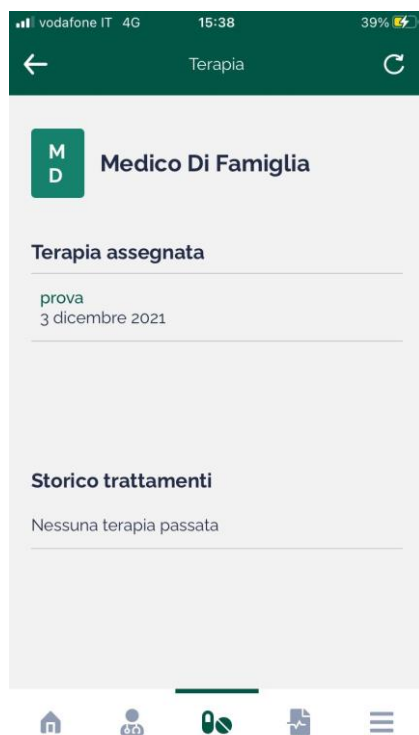 vodafone IT 4G 15:38 39%
Terapia
M
D
Medico Di Famiglia
Terapia assegnata
prova
3 dicembre 2021
Storico trattamenti
Nessuna terapia passata